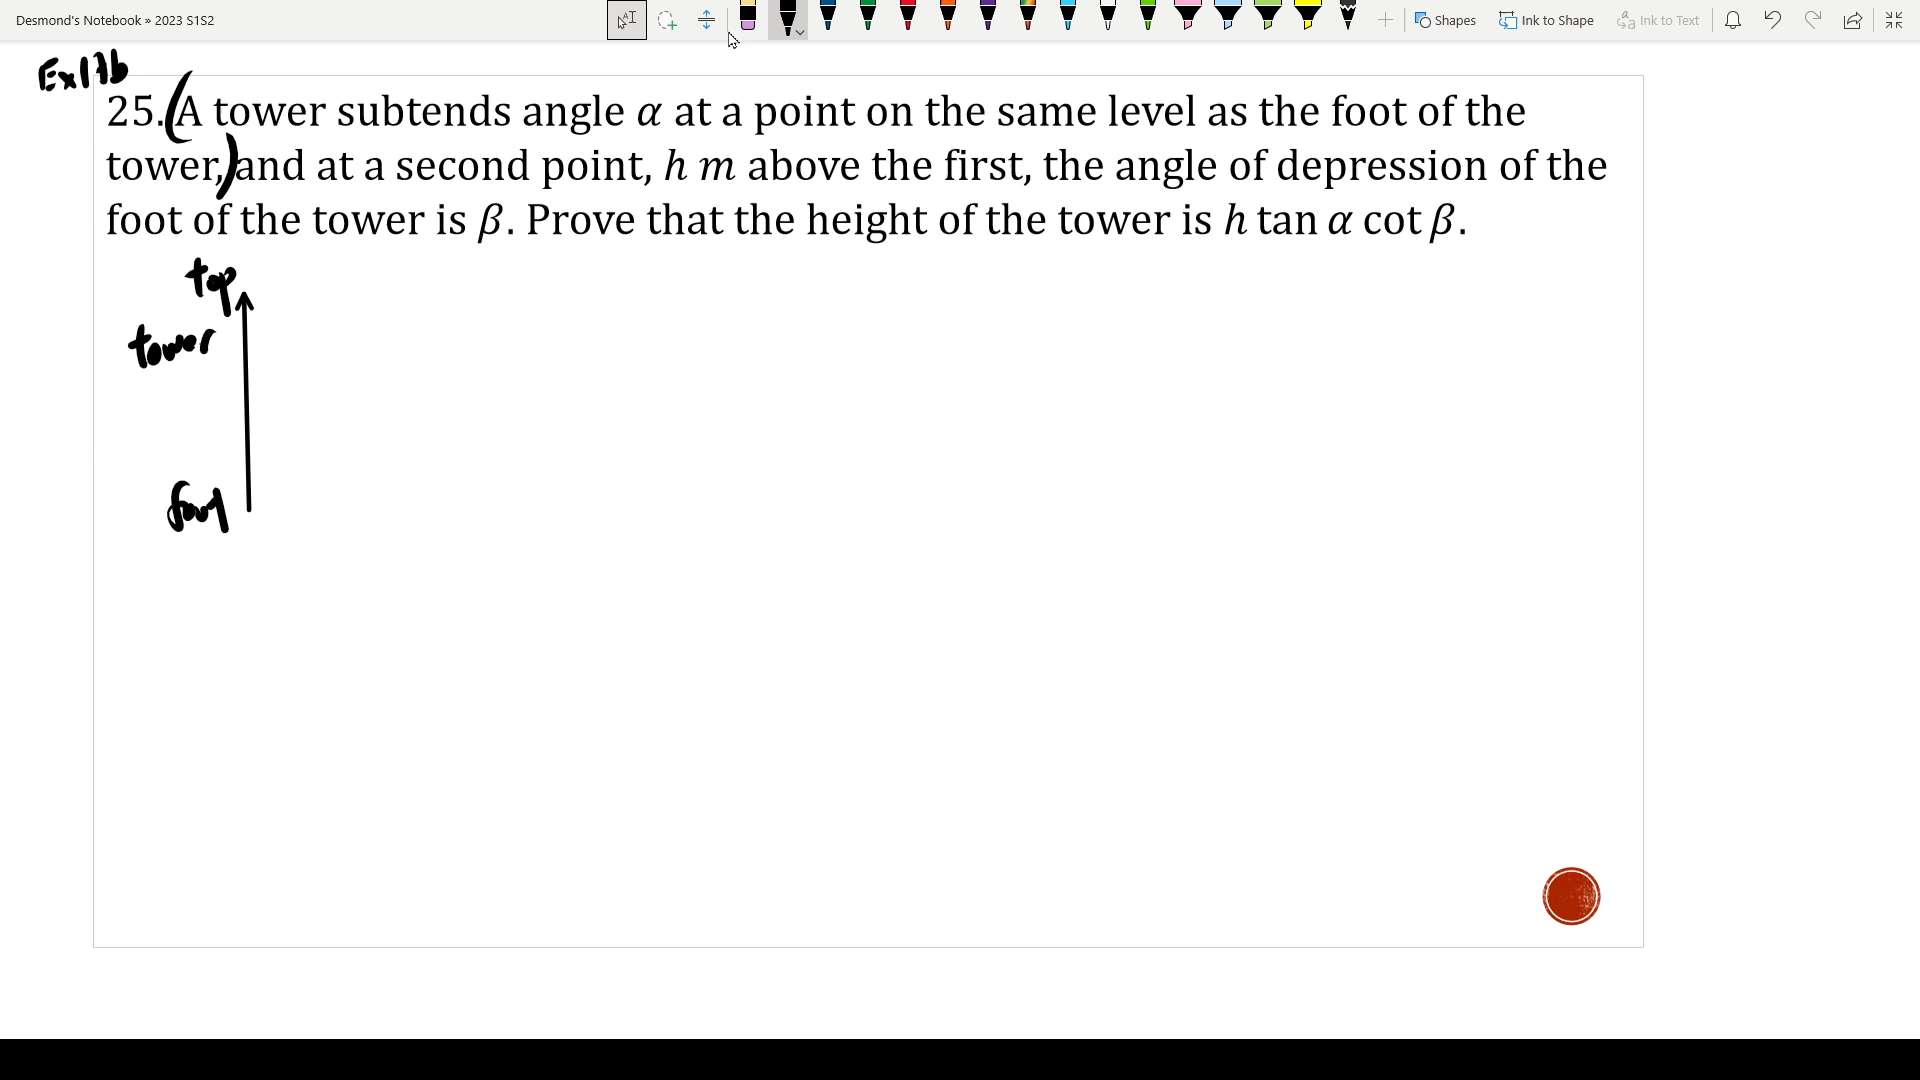 Desmond's Notebook » 2023 S1S2
Shapes
Ink to Shape
Ink to Text
Ex17b
25. (A tower subtends angle α at a point on the same level as the foot of the
tower,) and at a second point, h m above the first, the angle of depression of the
foot of the tower is β. Prove that the height of the tower is h tan α cot β.
top
tower